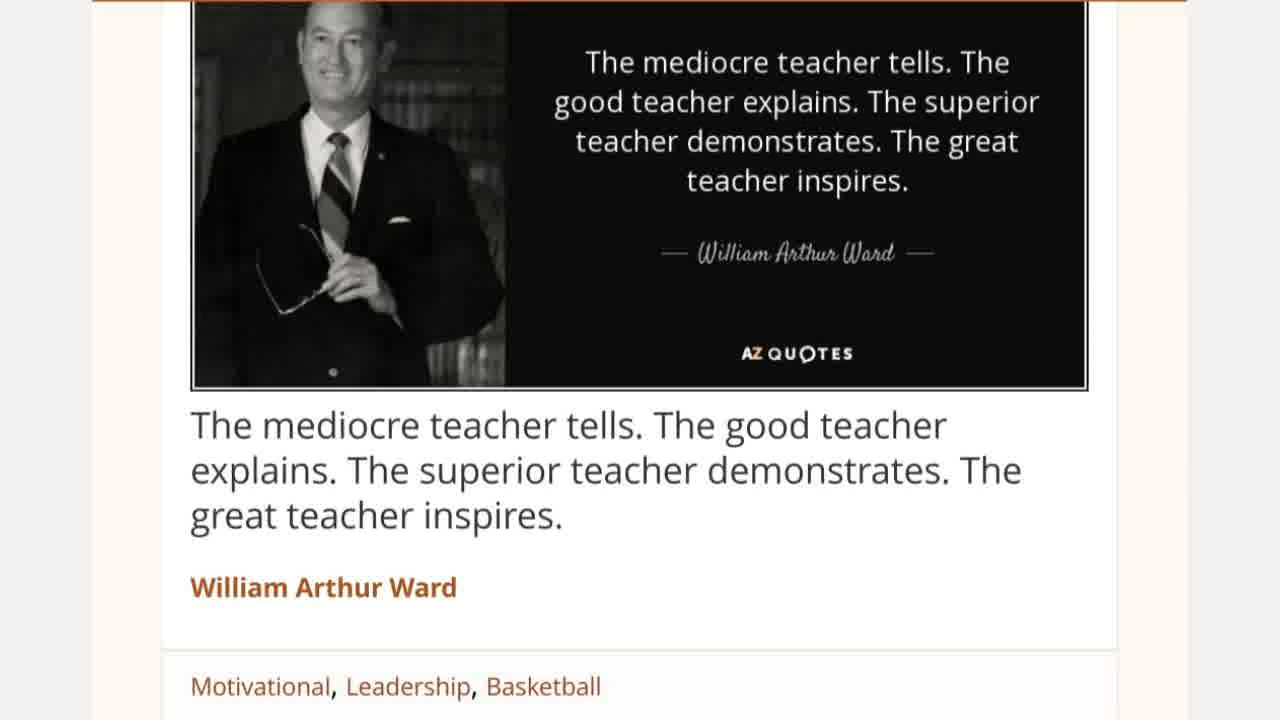 The mediocre teacher tells. The
good teacher explains. The superior
teacher demonstrates. The great
teacher inspires.
— William Arthur Ward —
AZ QUOTES
The mediocre teacher tells. The good teacher
explains. The superior teacher demonstrates. The
great teacher inspires.
William Arthur Ward
Motivational, Leadership, Basketball